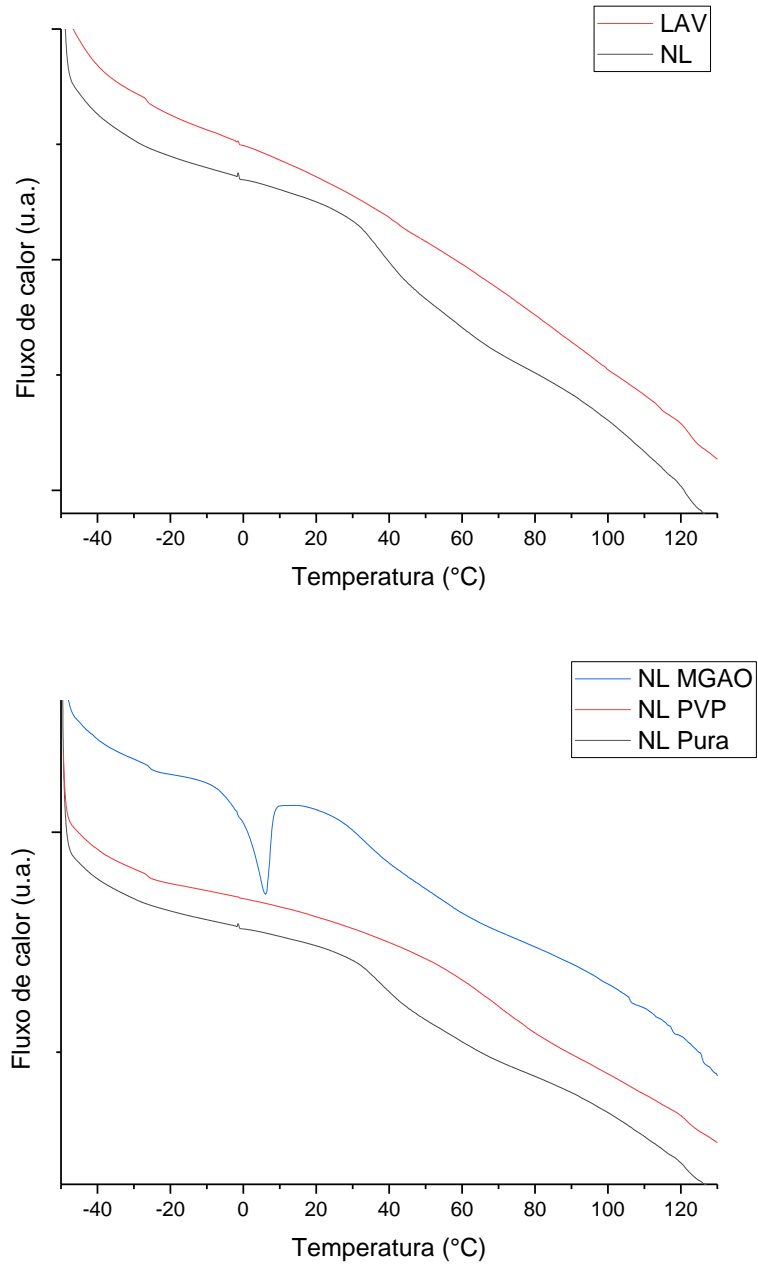 LAV
NL
Fluxo de calor (u.a.)
-40 -20 0 20 40 60 80 100 120
Temperatura (°C)
NL MGAO
NL PVP
NL Pura
Fluxo de calor (u.a.)
-40 -20 0 20 40 60 80 100 120
Temperatura (°C)